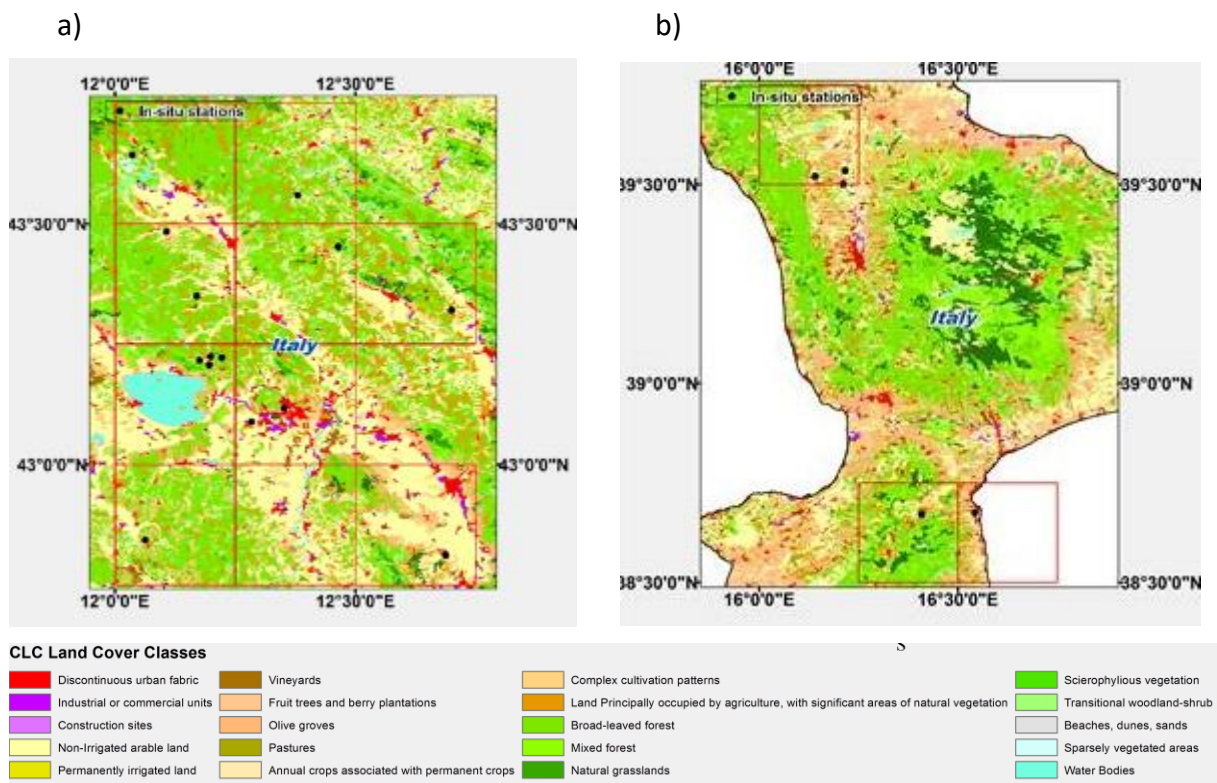 a)
b)
12°0'0"E 12°30'0"E
In-situ stations
43°30'0"N 43°30'0"N
Italy
43°0'0"N 43°0'0"N
12°0'0"E 12°30'0"E
16°0'0"E 16°30'0"E
In-situ stations
39°30'0"N 39°30'0"N
Italy
39°0'0"N 39°0'0"N
38°30'0"N 38°30'0"N
16°0'0"E 16°30'0"E
s
CLC Land Cover Classes
Discontinuous urban fabric
Industrial or commercial units
Construction sites
Non-Irrigated arable land
Permanently irrigated land
Vineyards
Fruit trees and berry plantations
Olive groves
Pastures
Annual crops associated with permanent crops
Complex cultivation patterns
Land Principally occupied by agriculture, with significant areas of natural vegetation
Broad-leaved forest
Mixed forest
Natural grasslands
Scierophylious vegetation
Transitional woodland-shrub
Beaches, dunes, sands
Sparsely vegetated areas
Water Bodies